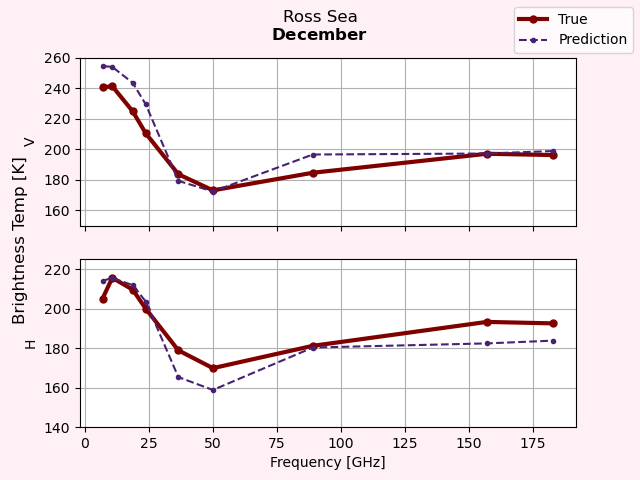 Ross Sea
December
True
Prediction
260
240
220
200
180
160
V
Brightness Temp [K]
220
200
180
160
140
H
0 25 50 75 100 125 150 175
Frequency [GHz]